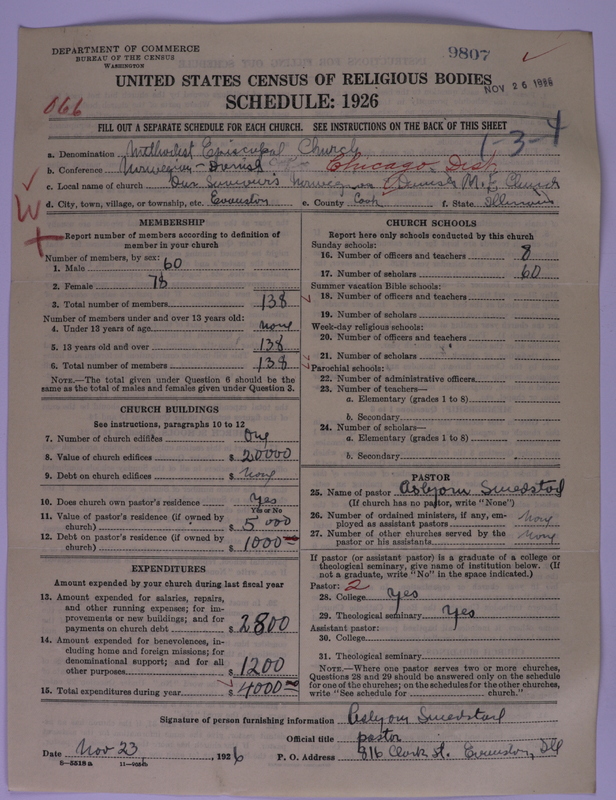 DEPARTMENT OF COMMERCE
BUREAU OF THE CENSUS
WASHINGTON
9807
NOV 26 1926
UNITED STATES CENSUS OF RELIGIOUS BODIES
SCHEDULE: 1926
066
FILL OUT A SEPARATE SCHEDULE FOR EACH CHURCH. SEE INSTRUCTIONS ON THE BACK OF THIS SHEET
1-3-4
a. Denomination Methodist Episcopal Church
b. Conference Norwegian-Danish Chicago Dist
c. Local name of church Our Saviour's Norwegian Danish M. E. Church
d. City, town, village, or township, etc. Evanston e. County Cook f. State Illinois
W
MEMBERSHIP
Report number of members according to definition of member in your church
Number of members, by sex:
1. Male 60
2. Female 78
3. Total number of members 138
Number of members under and over 13 years old:
4. Under 13 years of age none
5. 13 years old and over 138
6. Total number of members 138
NOTE.—The total given under Question 6 should be the
same as the total of males and females given under Question 3.
CHURCH BUILDINGS
See instructions, paragraphs 10 to 12
7. Number of church edifices One
8. Value of church edifices $ 20000
9. Debt on church edifices $ None
10. Does church own pastor's residence Yes
Yes or No
11. Value of pastor's residence (if owned by
church) $ 5000
12. Debt on pastor's residence (if owned by
church) $ 1000
EXPENDITURES
Amount expended by your church during last fiscal year
13. Amount expended for salaries, repairs,
and other running expenses; for im-
provements or new buildings; and for
payments on church debt $ 2800
14. Amount expended for benevolences, in-
cluding home and foreign missions; for
denominational support; and for all
other purposes $ 1200
15. Total expenditures during year $ 4000
CHURCH SCHOOLS
Report here only schools conducted by this church
Sunday schools:
16. Number of officers and teachers 8
17. Number of scholars 60
Summer vacation Bible schools:
18. Number of officers and teachers
19. Number of scholars
Week-day religious schools:
20. Number of officers and teachers
21. Number of scholars
Parochial schools:
22. Number of administrative officers
23. Number of teachers—
a. Elementary (grades 1 to 8)
b. Secondary
24. Number of scholars—
a. Elementary (grades 1 to 8)
b. Secondary
PASTOR
25. Name of pastor Asbjorn Smedstad
(If church has no pastor, write "None")
26. Number of ordained ministers, if any, em-
ployed as assistant pastors None
27. Number of other churches served by the
pastor or his assistants None
If pastor (or assistant pastor) is a graduate of a college or
theological seminary, give name of institution below. (If
not a graduate, write "No" in the space indicated.)
Pastor: 2
28. College Yes
29. Theological seminary Yes
Assistant pastor:
30. College
31. Theological seminary
NOTE.—Where one pastor serves two or more churches,
Questions 28 and 29 should be answered only on the schedule
for one of the churches; on the schedules for the other churches,
write "See schedule for church."
Signature of person furnishing information Asbjorn Smedstad
Official title pastor
Date Nov 23, 1926 P. O. Address 816 Clark St. Evanston, Ill
8—5518a